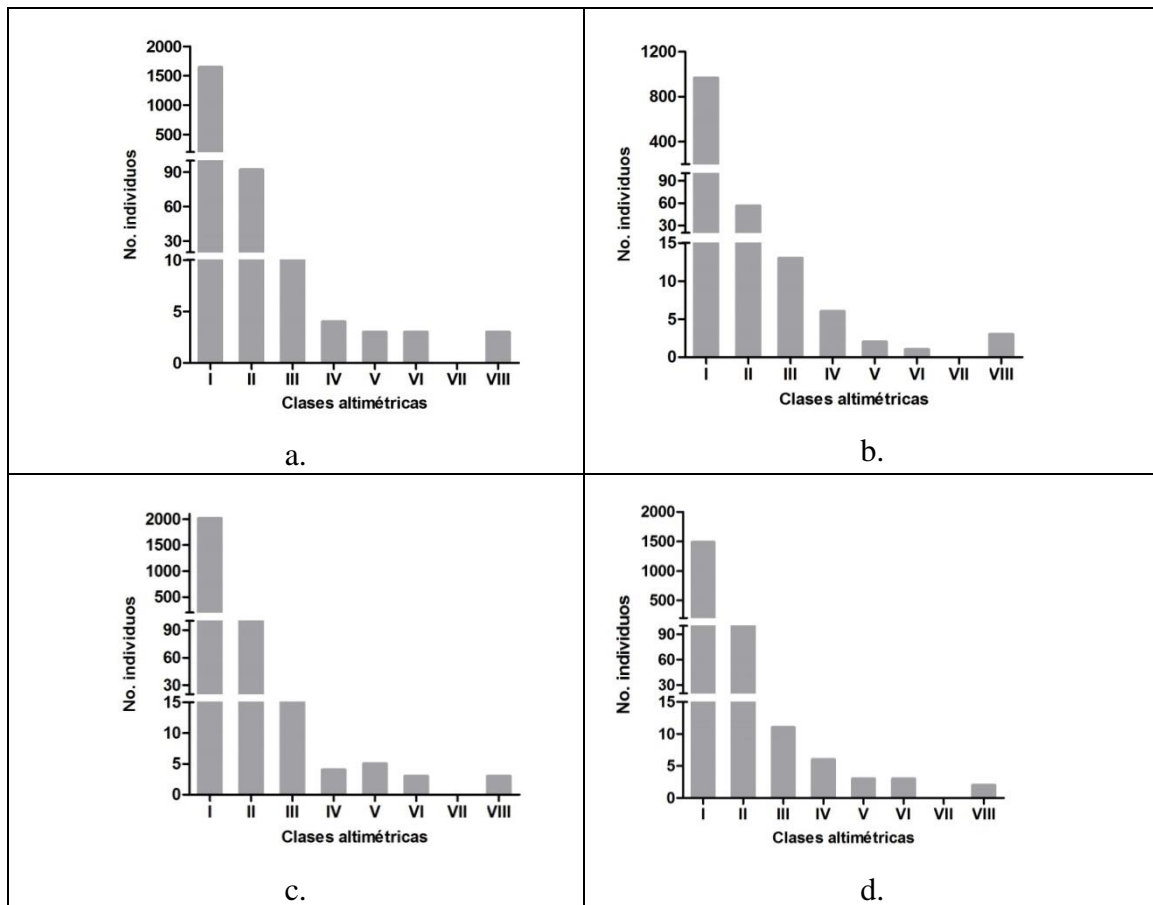 2000
1500
1000
500
90
60
30
10
5
0
No. individuos
I II III IV V VI VII VIII
Clases altimétricas
a.
1200
800
400
90
60
30
15
10
5
0
No. individuos
I II III IV V VI VII VIII
Clases altimétricas
b.
2000
1500
1000
500
90
60
30
15
10
5
0
No. individuos
I II III IV V VI VII VIII
Clases altimétricas
c.
2000
1500
1000
500
90
60
30
15
10
5
0
No. individuos
I II III IV V VI VII VIII
Clases altimétricas
d.